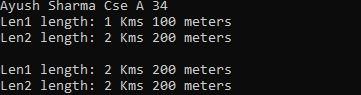 Ayush Sharma Cse A 34
Len1 length: 1 Kms 100 meters
Len2 length: 2 Kms 200 meters

Len1 length: 2 Kms 200 meters
Len2 length: 2 Kms 200 meters